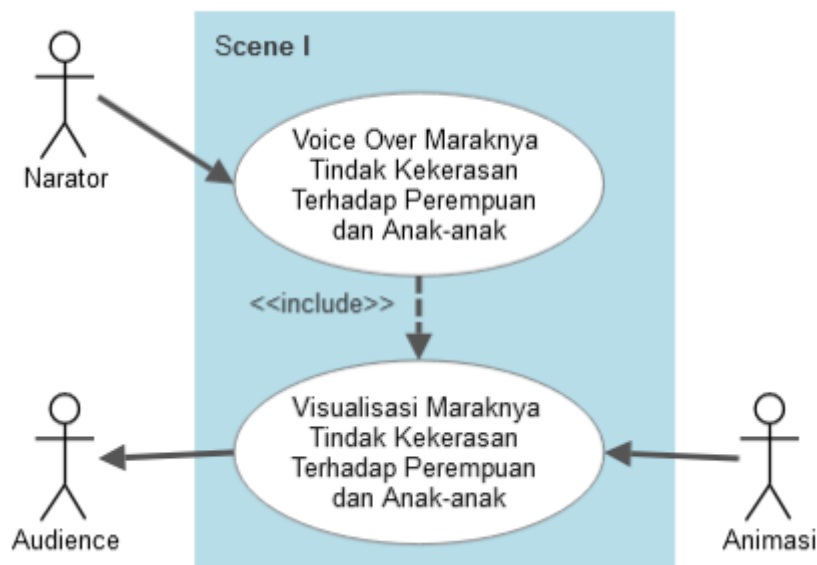 Scene I
Voice Over Maraknya
Tindak Kekerasan
Terhadap Perempuan
dan Anak-anak
Narator
<<include>>
Visualisasi Maraknya
Tindak Kekerasan
Terhadap Perempuan
dan Anak-anak
Audience
Animasi